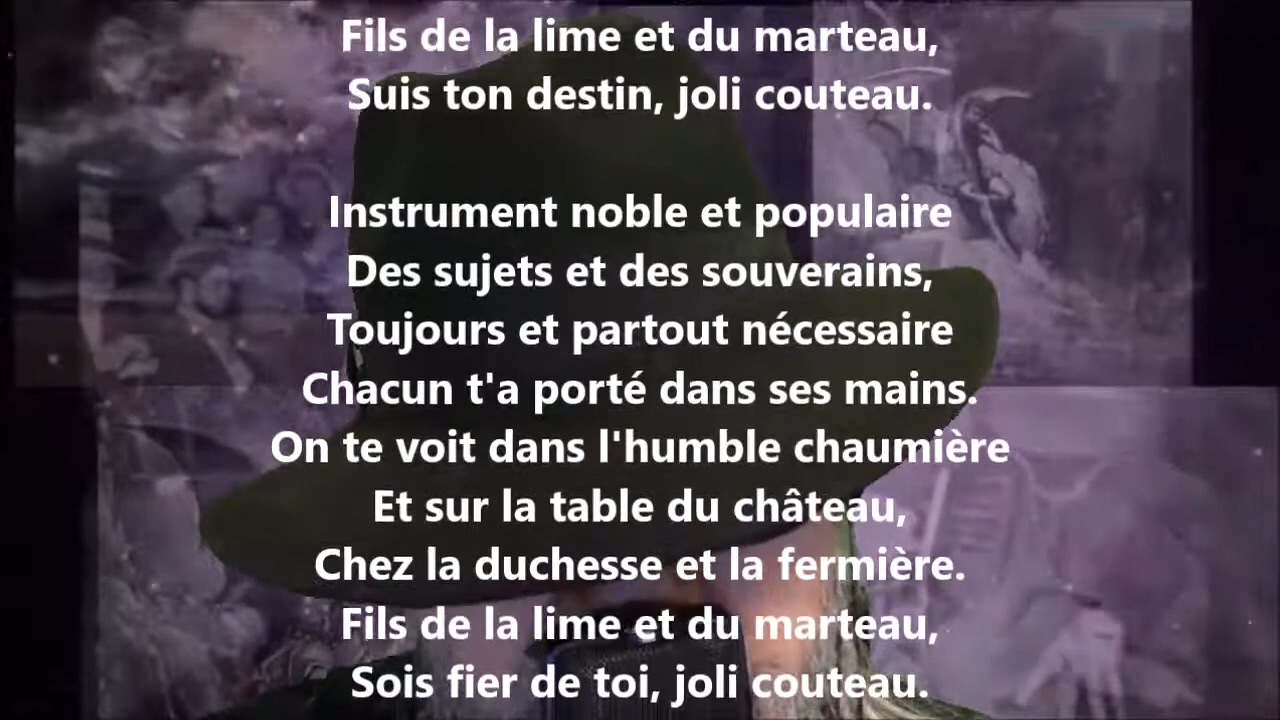 Fils de la lime et du marteau,
Suis ton destin, joli couteau.
Instrument noble et populaire
Des sujets et des souverains,
Toujours et partout nécessaire
Chacun t'a porté dans ses mains.
On te voit dans l'humble chaumière
Et sur la table du château,
Chez la duchesse et la fermière.
Fils de la lime et du marteau,
Sois fier de toi, joli couteau.